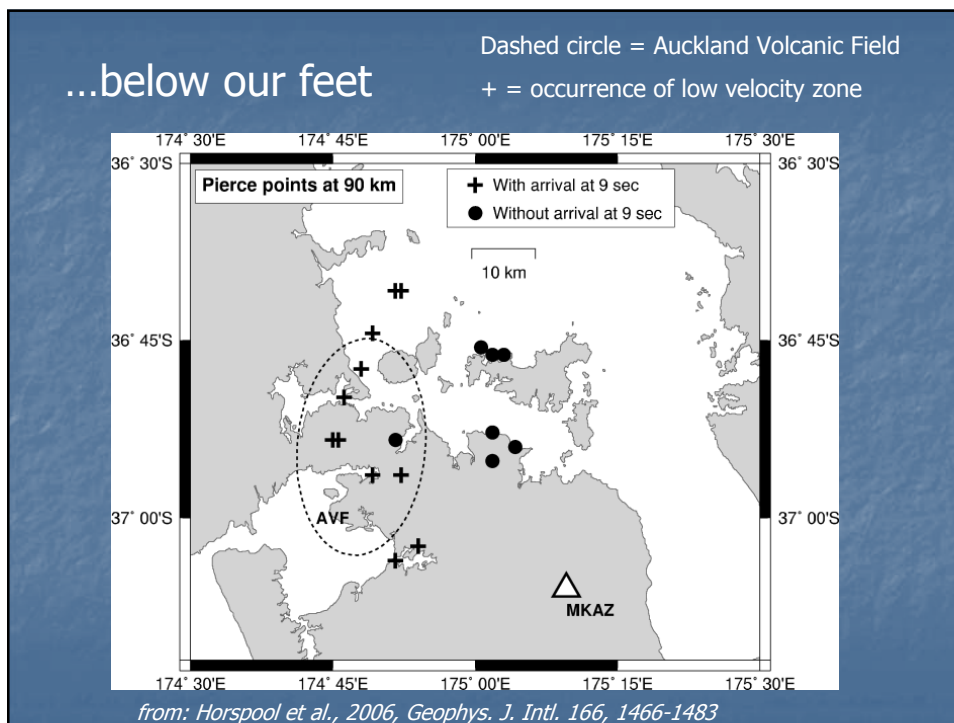 …below our feet
Dashed circle = Auckland Volcanic Field
+ = occurrence of low velocity zone
174˚ 30'E 174˚ 45'E 175˚ 00'E 175˚ 15'E 175˚ 30'E
36˚ 30'S 36˚ 30'S
Pierce points at 90 km
With arrival at 9 sec
Without arrival at 9 sec
10 km
36˚ 45'S 36˚ 45'S
37˚ 00'S 37˚ 00'S
AVF
MKAZ
174˚ 30'E 174˚ 45'E 175˚ 00'E 175˚ 15'E 175˚ 30'E
from: Horspool et al., 2006, Geophys. J. Intl. 166, 1466-1483